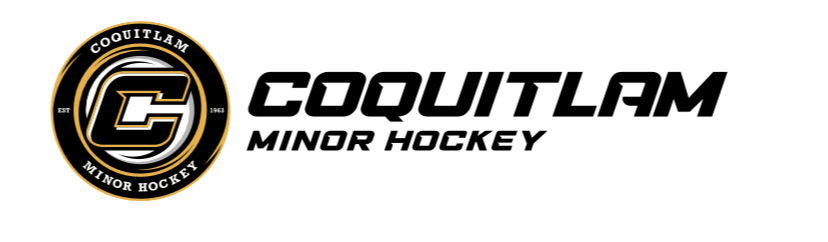 COQUITLAM
EST 1963
C
MINOR HOCKEY
COQUITLAM
MINOR HOCKEY